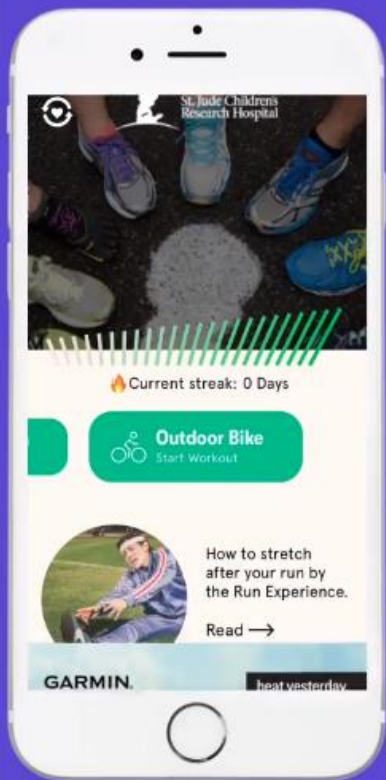 St. Jude Children's
Research Hospital
Current streak: 0 Days
Outdoor Bike
Start Workout
How to stretch
after your run by
the Run Experience.
Read →
GARMIN.
beat yesterday